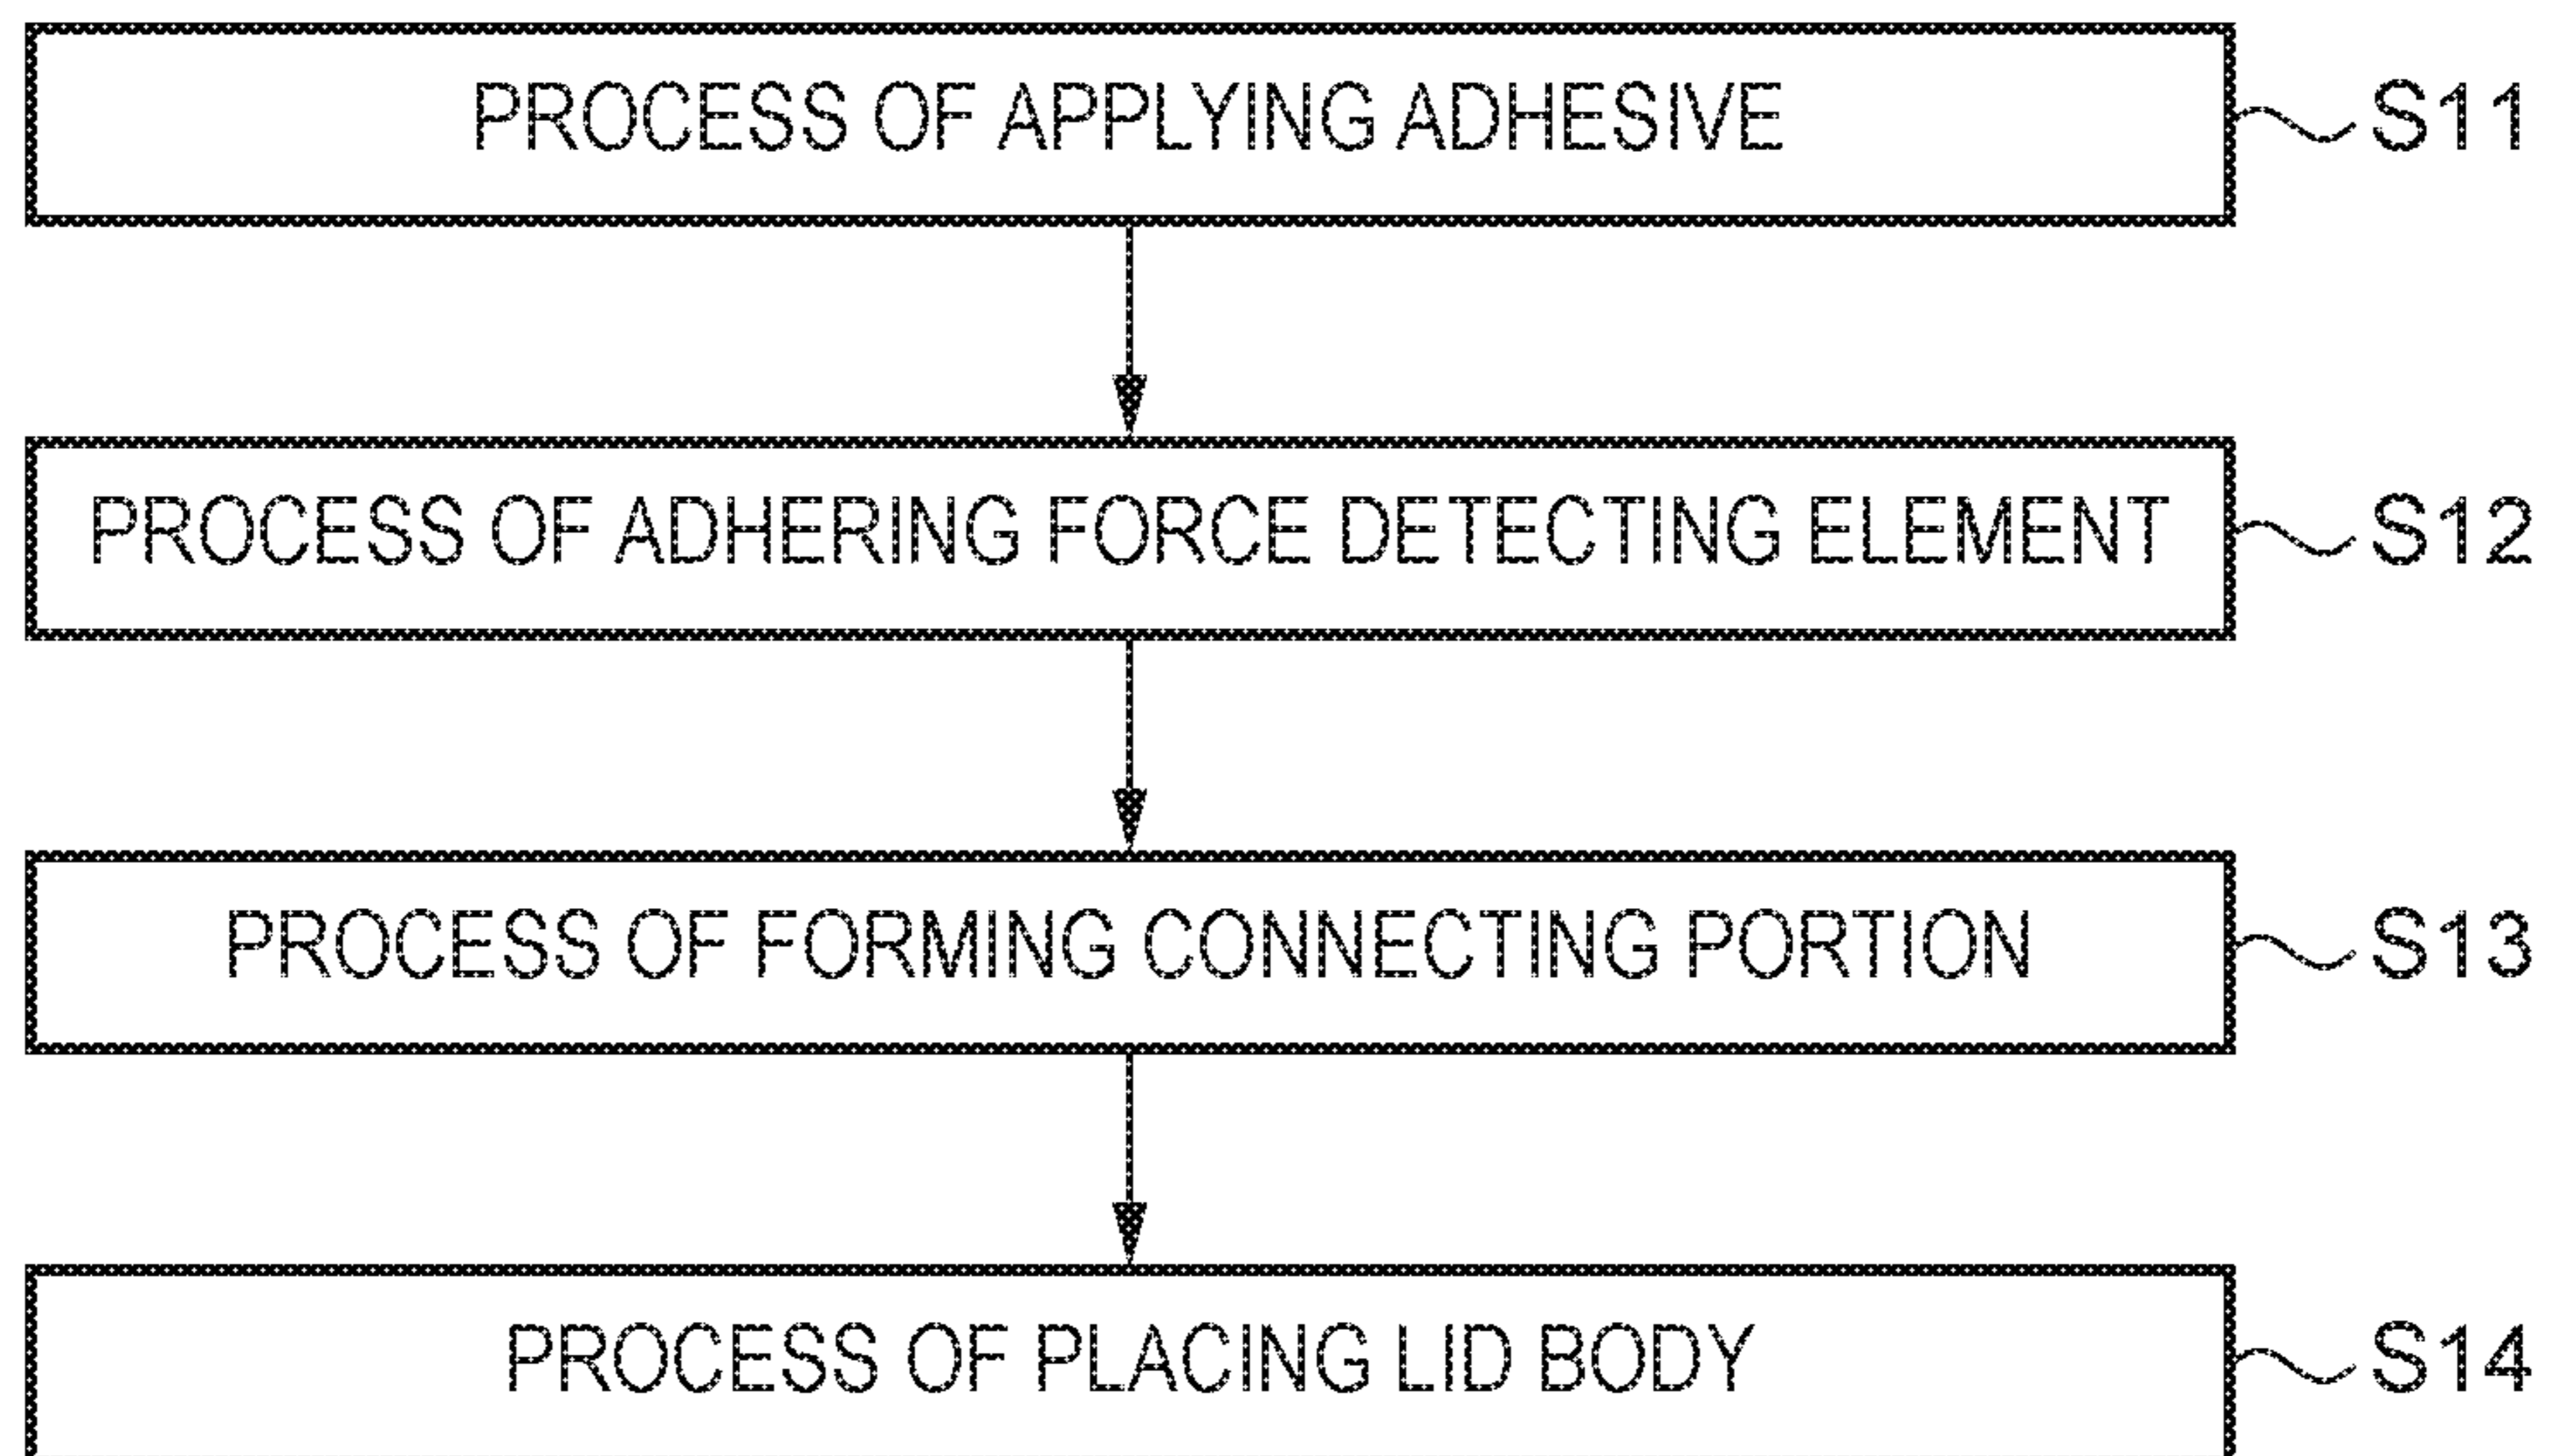 PROCESS OF APPLYING ADHESIVE S11
PROCESS OF ADHERING FORCE DETECTING ELEMENT S12
PROCESS OF FORMING CONNECTING PORTION S13
PROCESS OF PLACING LID BODY S14